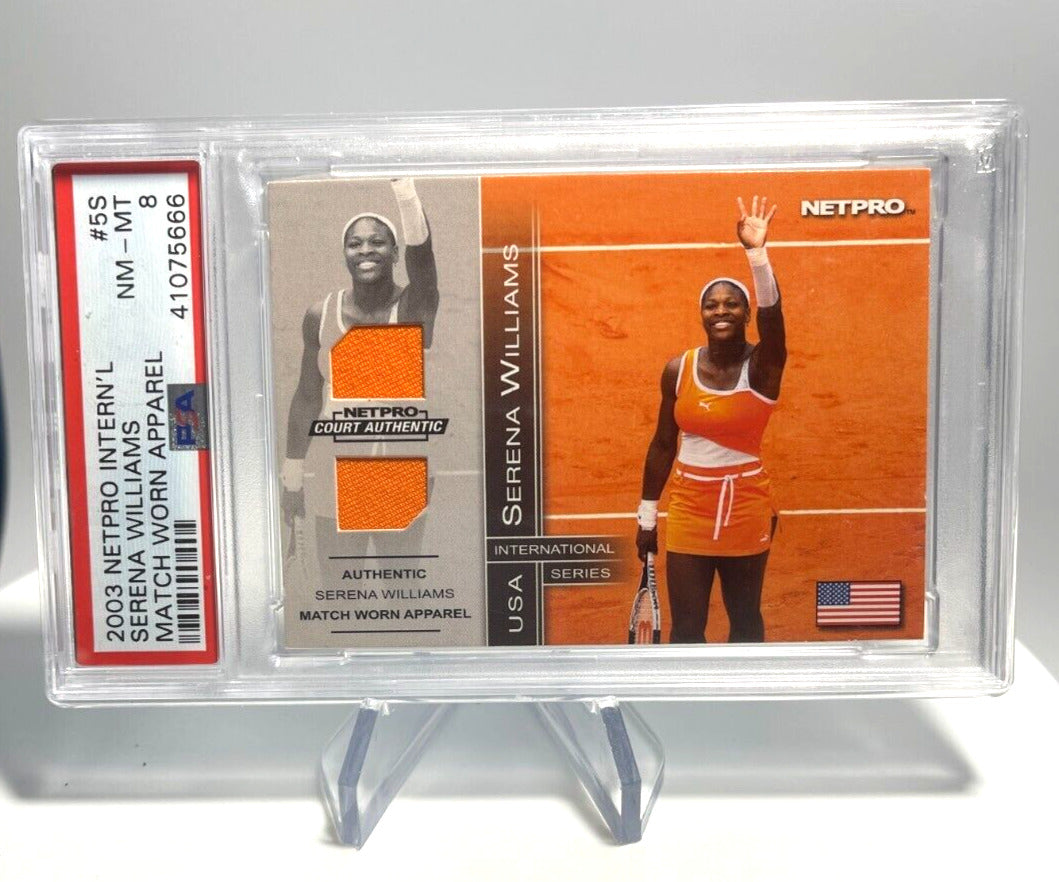 2003 NETPRO INTERN'L #5S
SERENA WILLIAMS NM – MT
MATCH WORN APPAREL 8
41075666
PSA
NETPRO
COURT AUTHENTIC
AUTHENTIC
SERENA WILLIAMS
MATCH WORN APPAREL
SERENA WILLIAMS
INTERNATIONAL
SERIES
USA
NETPRO™